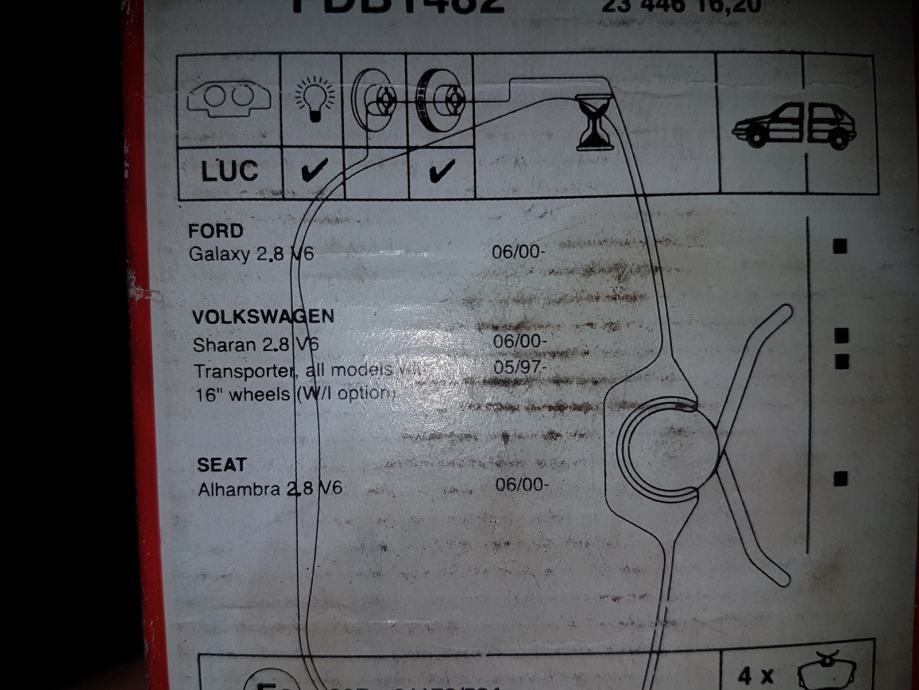 FDB1482 23 446 16,20
LUC ✔ ✔
FORD
Galaxy 2.8 V6 06/00-
VOLKSWAGEN
Sharan 2.8 V6 06/00-
Transporter, all models 05/97-
16" wheels (W/I option)
SEAT
Alhambra 2.8 V6 06/00-
4 x